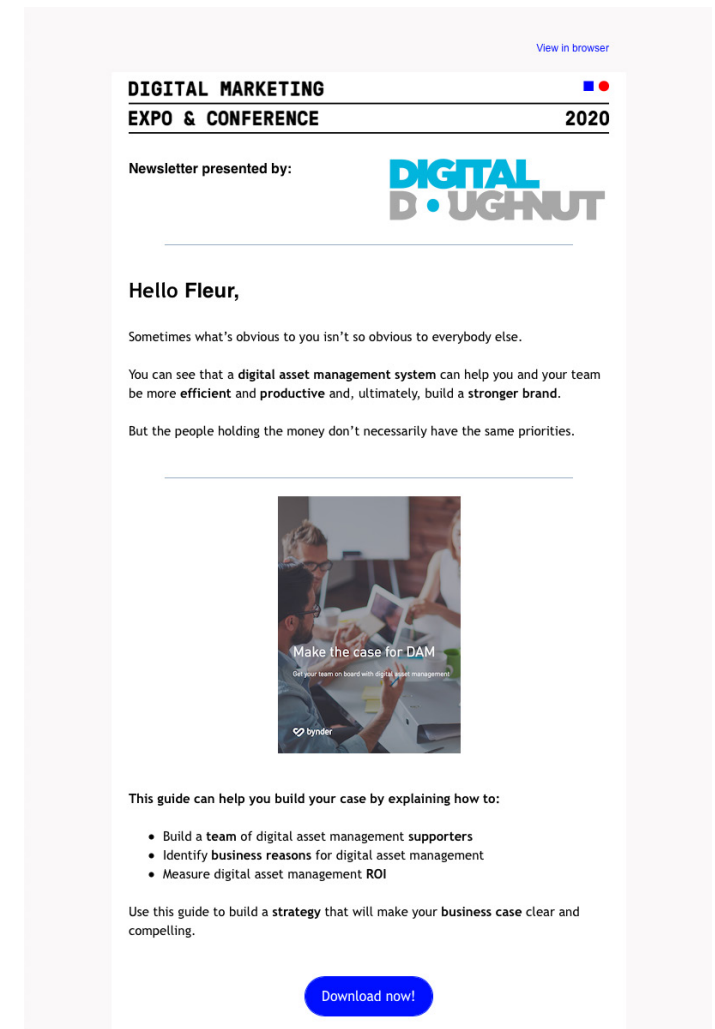 View in browser
DIGITAL MARKETING
EXPO & CONFERENCE 2020
Newsletter presented by:
DIGITAL
DOUGHNUT
Hello Fleur,
Sometimes what’s obvious to you isn’t so obvious to everybody else.
You can see that a digital asset management system can help you and your team
be more efficient and productive and, ultimately, build a stronger brand.
But the people holding the money don’t necessarily have the same priorities.
Make the case for DAM
Get your team on board with digital asset management
bynder
This guide can help you build your case by explaining how to:
• Build a team of digital asset management supporters
• Identify business reasons for digital asset management
• Measure digital asset management ROI
Use this guide to build a strategy that will make your business case clear and
compelling.
Download now!